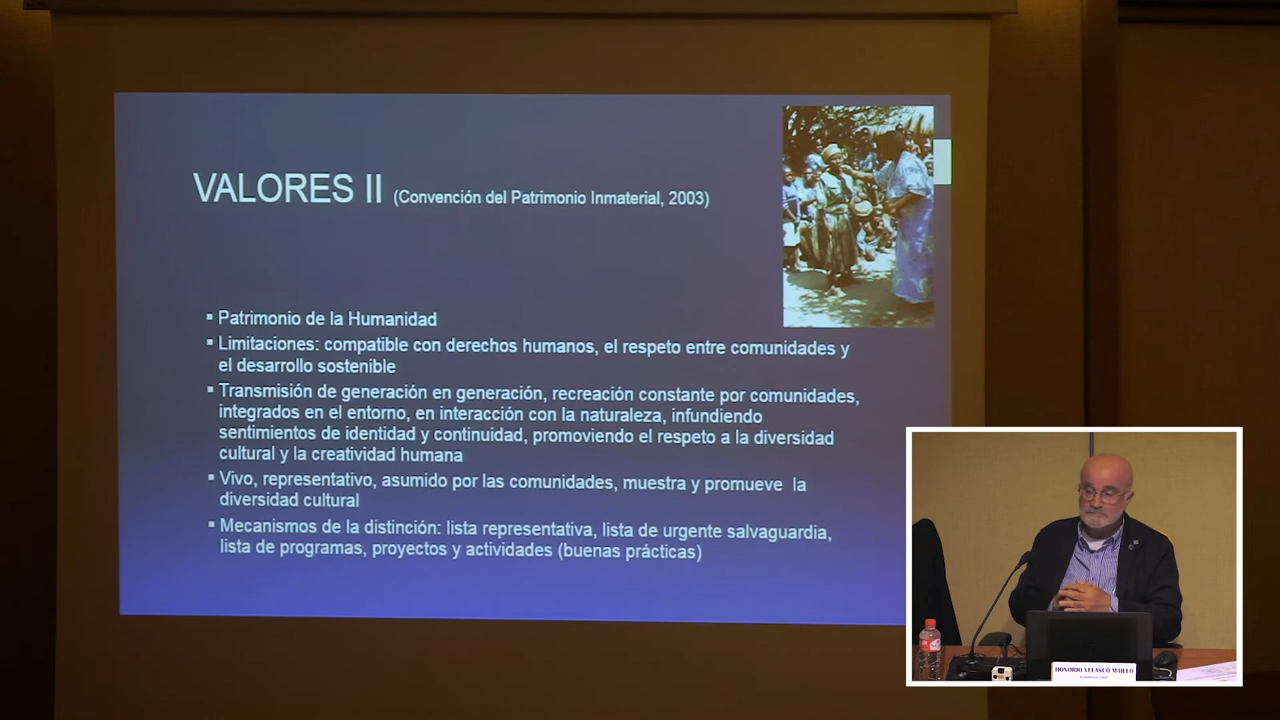 VALORES II (Convención del Patrimonio Inmaterial, 2003)
▪ Patrimonio de la Humanidad
▪ Limitaciones: compatible con derechos humanos, el respeto entre comunidades y
el desarrollo sostenible
▪ Transmisión de generación en generación, recreación constante por comunidades,
integrados en el entorno, en interacción con la naturaleza, infundiendo
sentimientos de identidad y continuidad, promoviendo el respeto a la diversidad
cultural y la creatividad humana
▪ Vivo, representativo, asumido por las comunidades, muestra y promueve la
diversidad cultural
▪ Mecanismos de la distinción: lista representativa, lista de urgente salvaguardia,
lista de programas, proyectos y actividades (buenas prácticas)
HONORIO VELASCO MAILLO